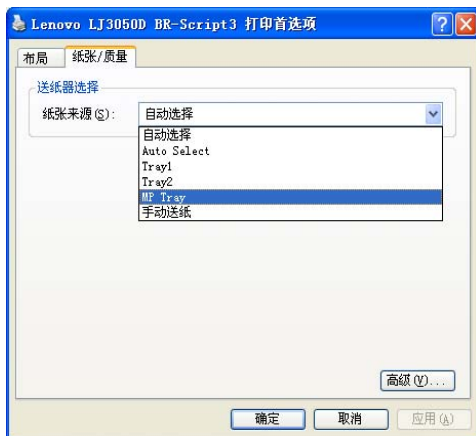 Lenovo LJ3050D BR-Script3 打印首选项
布局 纸张/质量
送纸器选择
纸张来源(S): 自动选择
自动选择
Auto Select
Tray1
Tray2
MP Tray
手动送纸
高级(V)...
确定 取消 应用(A)